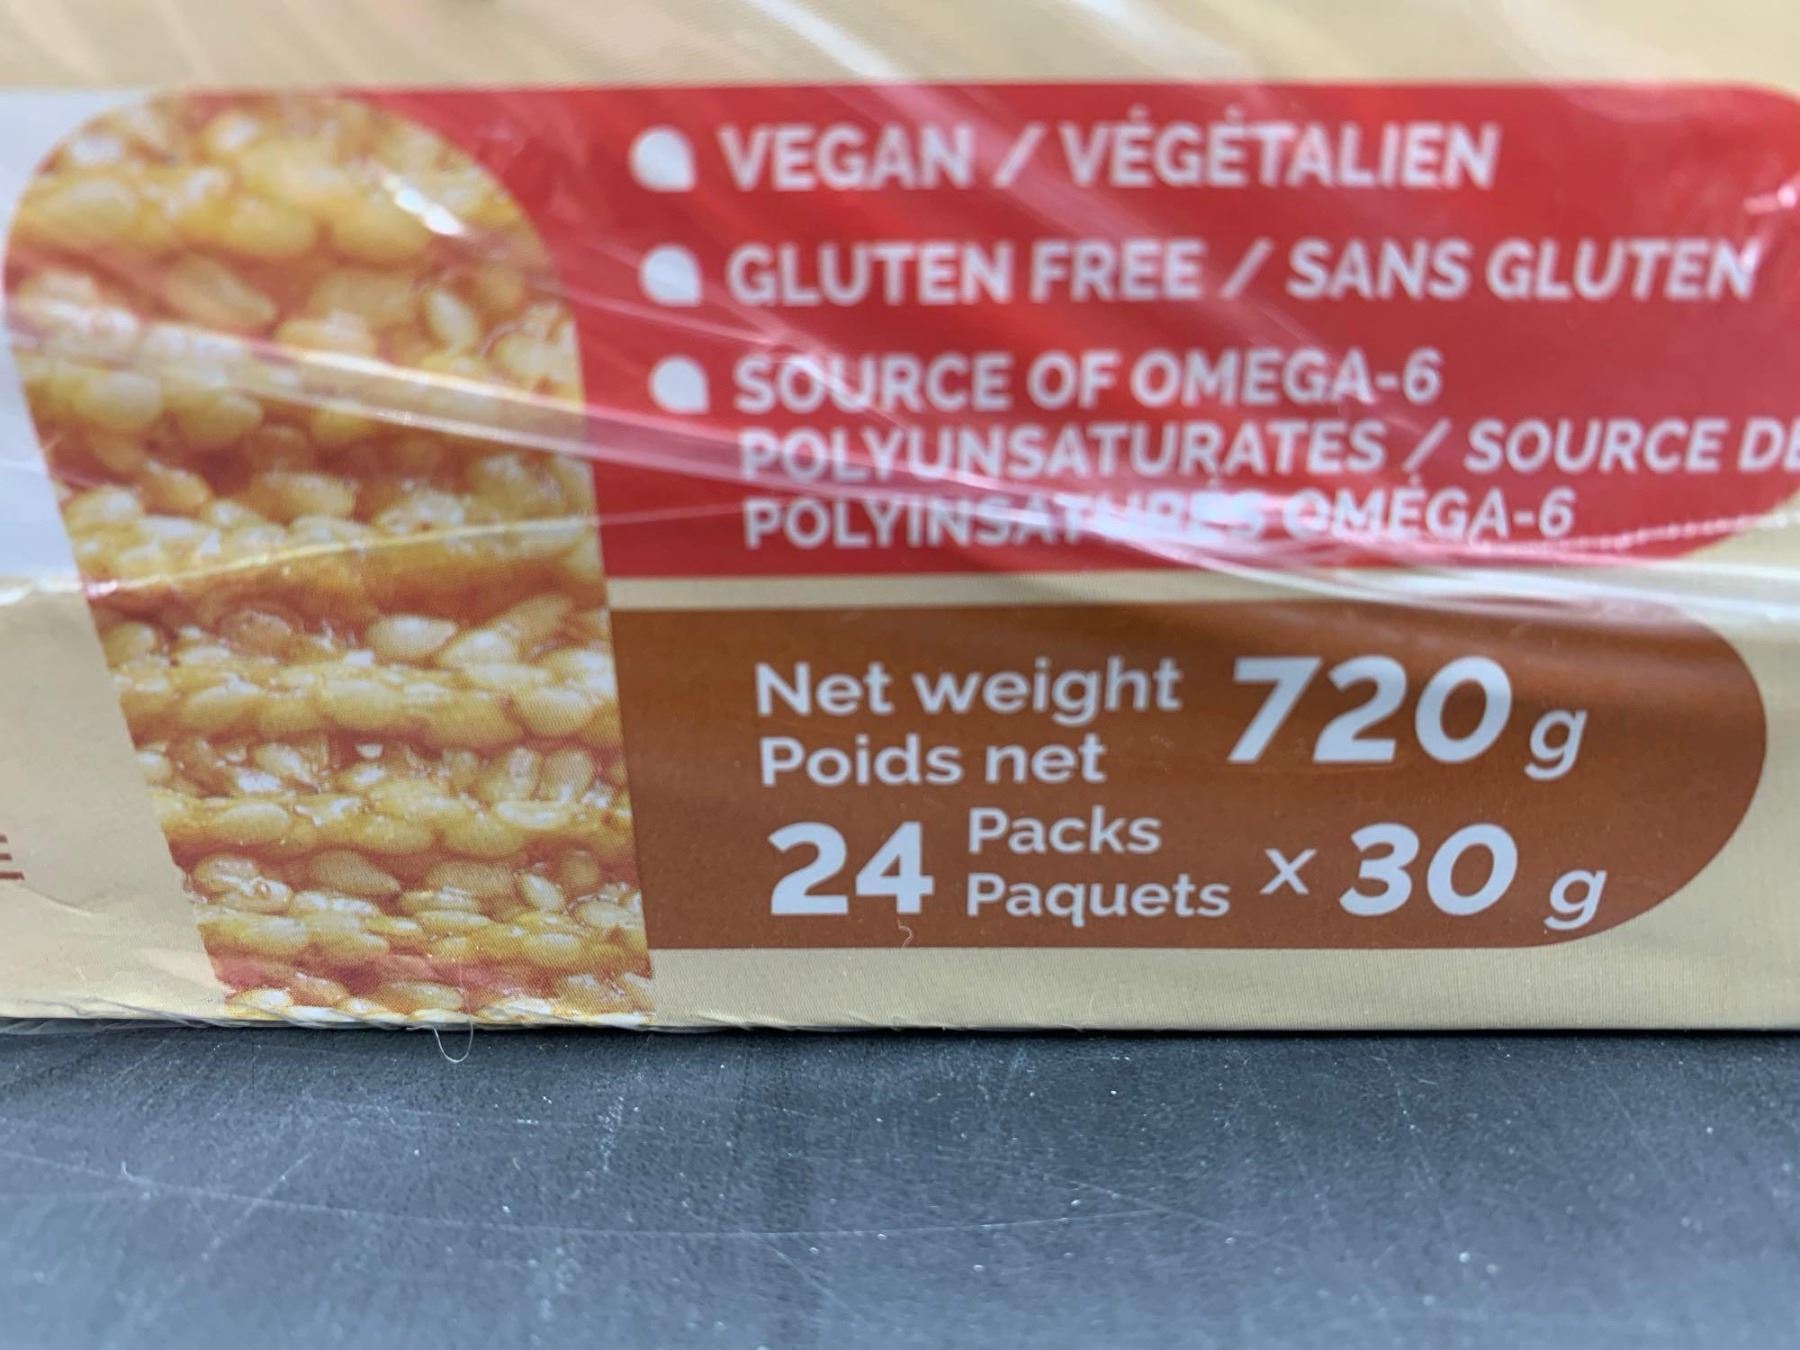 VEGAN / VÉGÉTALIEN
GLUTEN FREE / SANS GLUTEN
SOURCE OF OMEGA-6
POLYUNSATURATES / SOURCE DE
POLYINSATURÉS OMÉGA-6
Net weight 720 g
Poids net
24 Packs x 30 g
Paquets